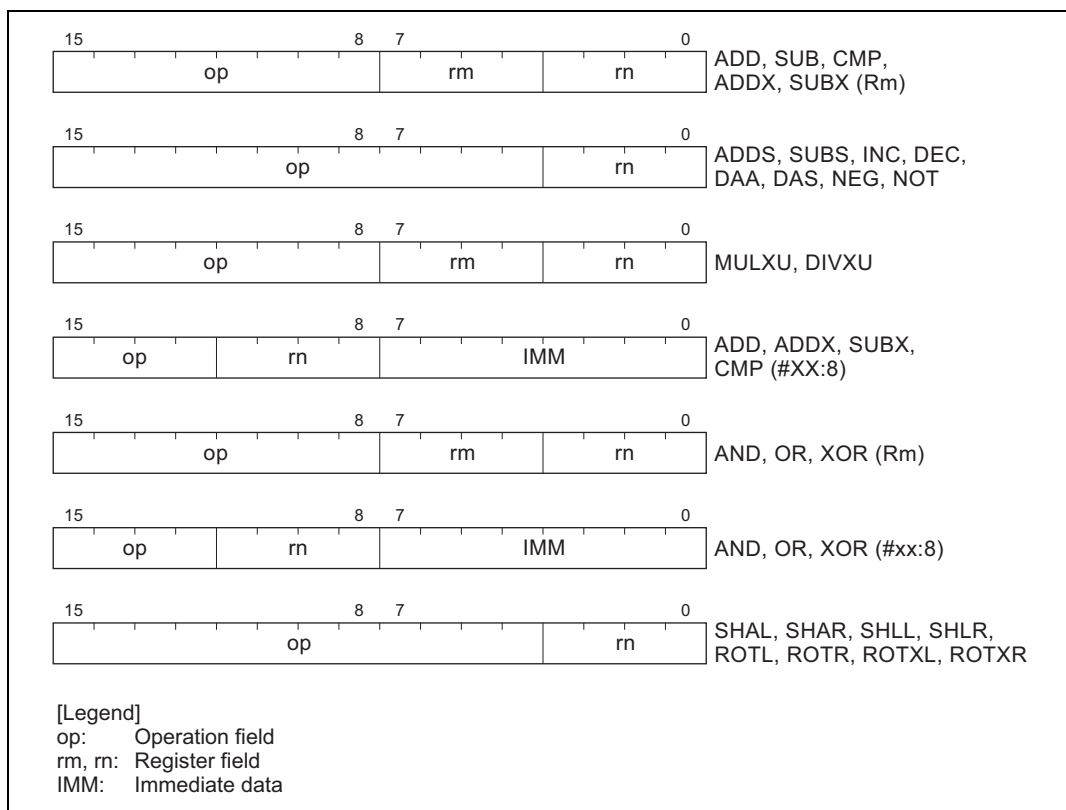 15 8 7 0
op rm rn
ADD, SUB, CMP,
ADDX, SUBX (Rm)
15 8 7 0
op rn
ADDS, SUBS, INC, DEC,
DAA, DAS, NEG, NOT
15 8 7 0
op rm rn
MULXU, DIVXU
15 8 7 0
op rn IMM
ADD, ADDX, SUBX,
CMP (#XX:8)
15 8 7 0
op rm rn
AND, OR, XOR (Rm)
15 8 7 0
op rn IMM
AND, OR, XOR (#xx:8)
15 8 7 0
op rn
SHAL, SHAR, SHLL, SHLR,
ROTL, ROTR, ROTXL, ROTXR
[Legend]
op: Operation field
rm, rn: Register field
IMM: Immediate data